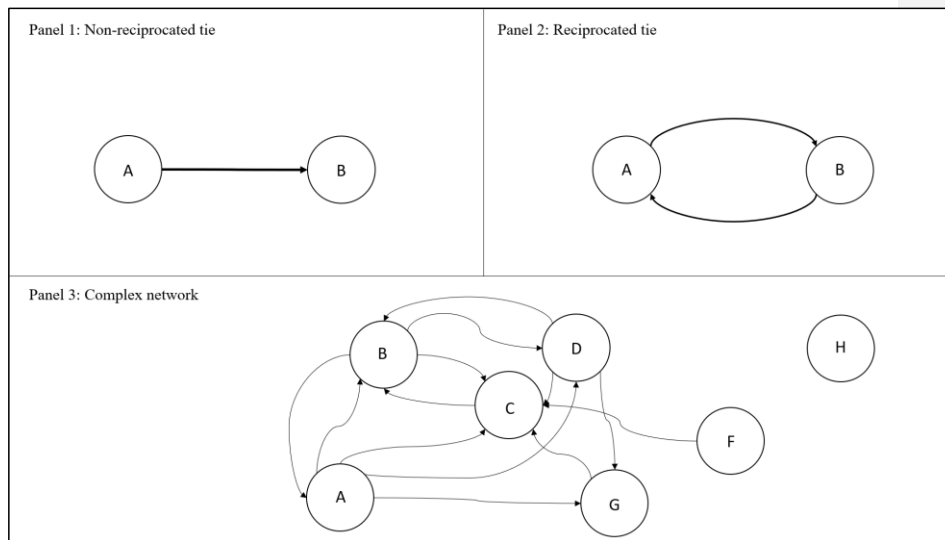 Panel 1: Non-reciprocated tie
A
B
Panel 2: Reciprocated tie
A
B
Panel 3: Complex network
B
D
H
C
F
A
G